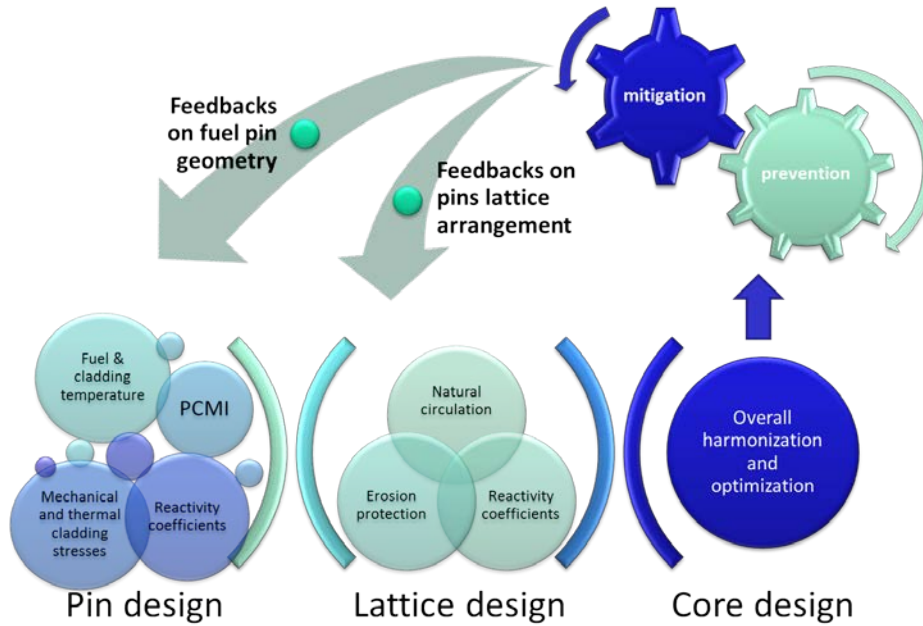 Feedbacks
on fuel pin
geometry
Feedbacks on
pins lattice
arrangement
mitigation
prevention
Fuel &
cladding
temperature
PCMI
Mechanical
and thermal
cladding
stresses
Reactivity
coefficients
Natural
circulation
Erosion
protection
Reactivity
coefficients
Overall
harmonization
and
optimization
Pin design
Lattice design
Core design